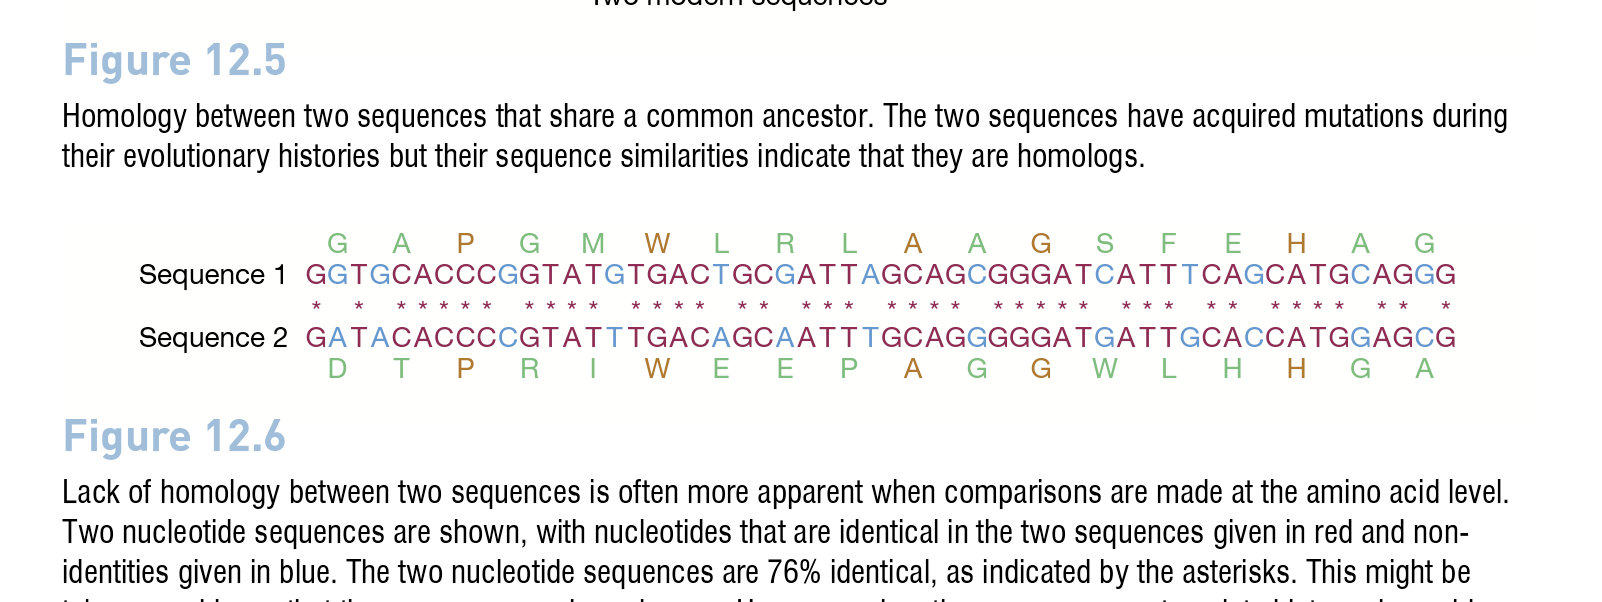 Two modern sequences
Figure 12.5
Homology between two sequences that share a common ancestor. The two sequences have acquired mutations during
their evolutionary histories but their sequence similarities indicate that they are homologs.
G A P G M W L R L A A G S F E H A G
Sequence 1 GGTGCACCCGGTATGTGACTGCGATTAGCAGCGGGATCATTTCAGCATGCAGGG
* * * * * * * * * * * * * * * * * * * * * * * * * * * * * * * * * * * * * * * * *
Sequence 2 GATACACCCCGTATTTGACAGCAATTTGCAGGGGGATGATTGCACCATGGAGCG
D T P R I W E E P A G G W L H H G A
Figure 12.6
Lack of homology between two sequences is often more apparent when comparisons are made at the amino acid level.
Two nucleotide sequences are shown, with nucleotides that are identical in the two sequences given in red and non-
identities given in blue. The two nucleotide sequences are 76% identical, as indicated by the asterisks. This might be